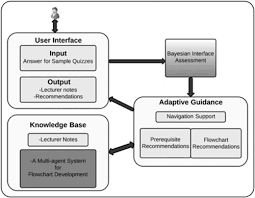 User Interface
Input
Answer for Sample Quizzes
Output
-Lecturer notes
-Recommendations
Bayesian Interface
Assessment
Adaptive Guidance
Navigation Support
Prerequisite
Recommendations
Flowchart
Recommendations
Knowledge Base
-Lecturer Notes
-A Multi-agent System
for
Flowchart Development